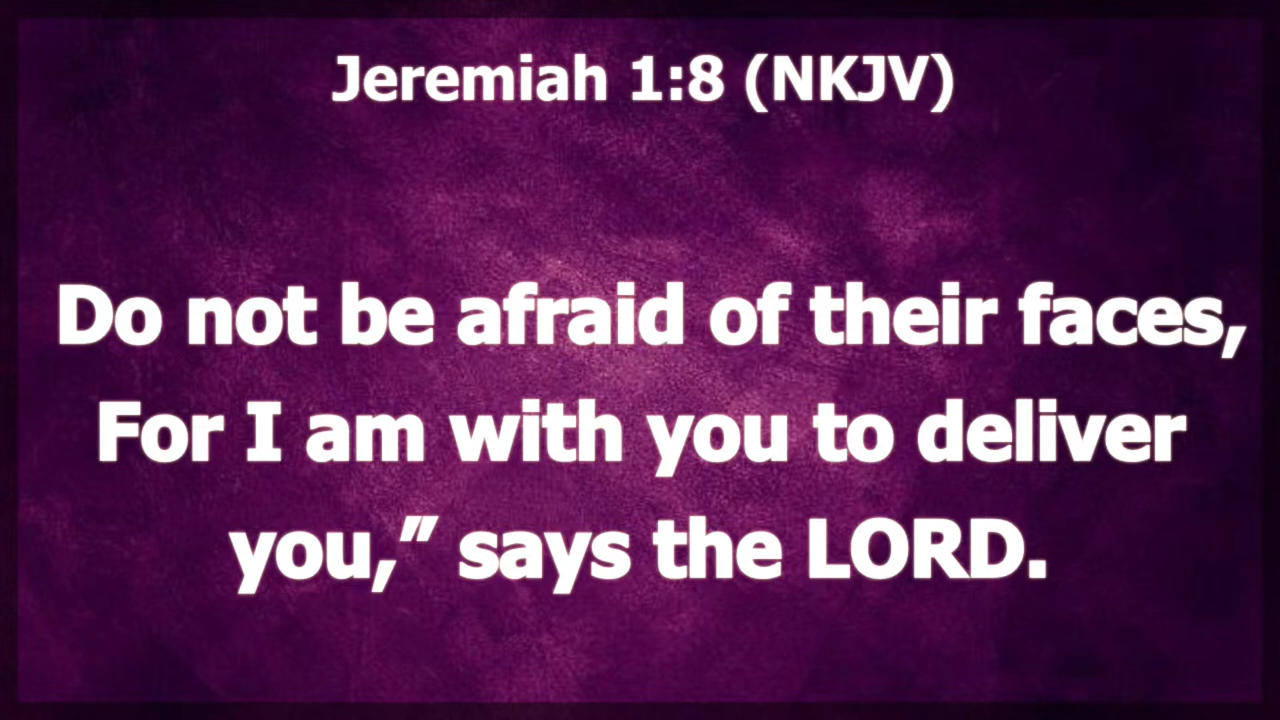 Jeremiah 1:8 (NKJV)
Do not be afraid of their faces,
For I am with you to deliver
you,” says the LORD.